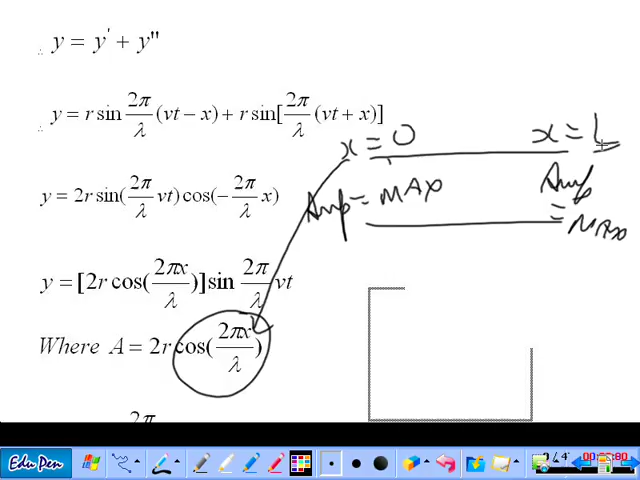 ∴ y = y' + y''
∴ y = r sin 2π/λ (vt − x) + r sin[2π/λ (vt + x)]
x = 0 x = L
y = 2r sin(2π/λ vt) cos(−2π/λ x)
Amp = MAX Amp = MAX
y = [2r cos(2πx/λ)] sin 2π/λ vt
Where A = 2r cos(2πx/λ)
2π
Edu Pen